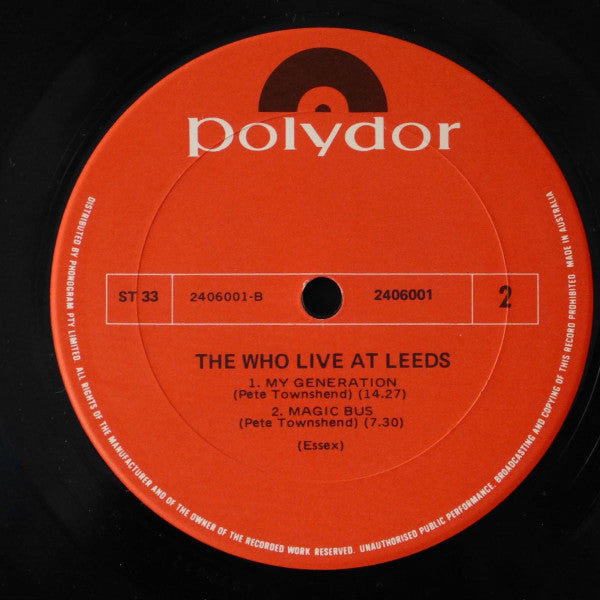 polydor
ST 33
2406001-B
2406001
2
THE WHO LIVE AT LEEDS
1. MY GENERATION
(Pete Townshend) (14.27)
2. MAGIC BUS
(Pete Townshend) (7.30)
(Essex)
DISTRIBUTED BY PHONOGRAM PTY LIMITED. ALL RIGHTS OF THE MANUFACTURER AND OF THE OWNER OF THE RECORDED WORK RESERVED. UNAUTHORISED PUBLIC PERFORMANCE, BROADCASTING AND COPYING OF THIS RECORD PROHIBITED. MADE IN AUSTRALIA